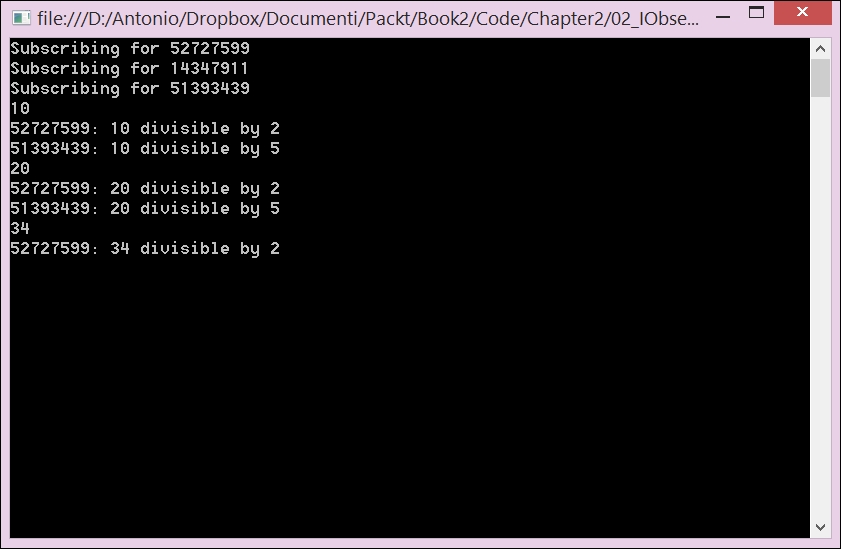 file:///D:/Antonio/Dropbox/Documenti/Packt/Book2/Code/Chapter2/02_IObse...
Subscribing for 52727599
Subscribing for 14347911
Subscribing for 51393439
10
52727599: 10 divisible by 2
51393439: 10 divisible by 5
20
52727599: 20 divisible by 2
51393439: 20 divisible by 5
34
52727599: 34 divisible by 2